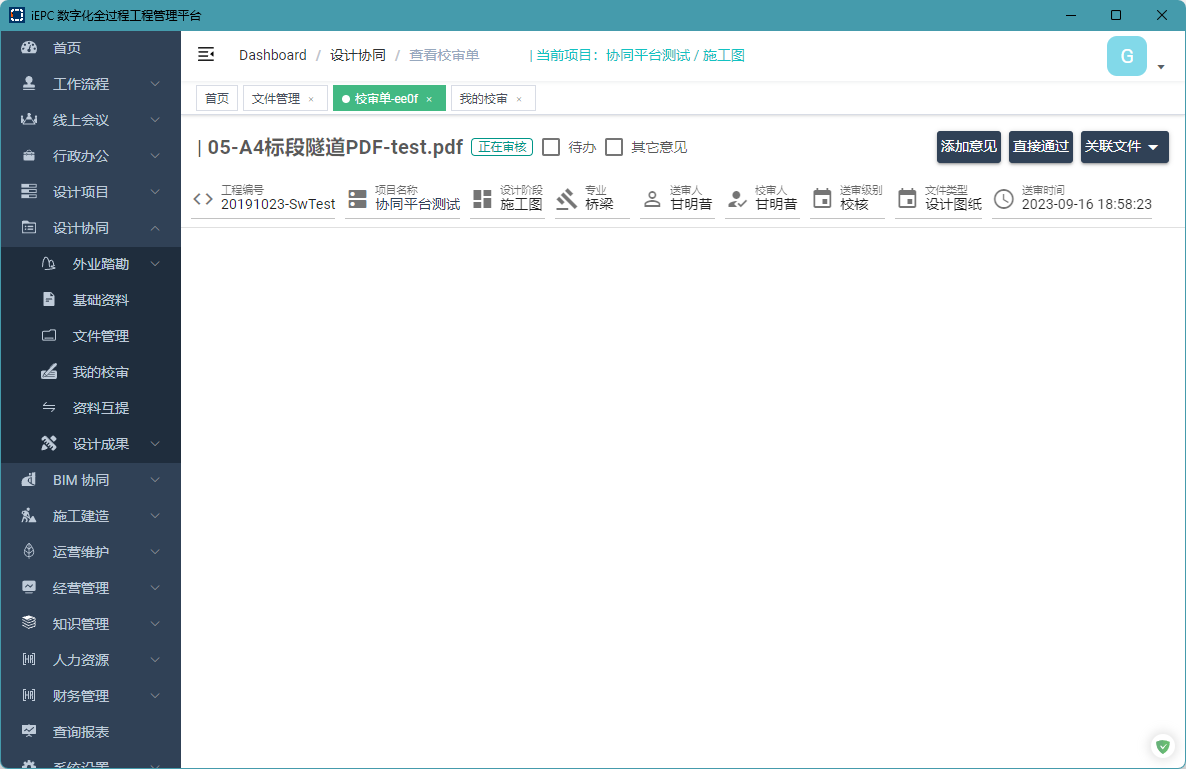 iEPC 数字化全过程工程管理平台
首页
工作流程
线上会议
行政办公
设计项目
设计协同
外业踏勘
基础资料
文件管理
我的校审
资料互提
设计成果
BIM 协同
施工建造
运营维护
经营管理
知识管理
人力资源
财务管理
查询报表
系统设置
Dashboard / 设计协同 / 查看校审单 | 当前项目：协同平台测试 / 施工图
G
首页 文件管理 × 校审单-ee0f × 我的校审 ×
| 05-A4标段隧道PDF-test.pdf 正在审核 待办 其它意见 添加意见 直接通过 关联文件
工程编号 项目名称 设计阶段 专业 送审人 校审人 送审级别 文件类型 送审时间
20191023-SwTest 协同平台测试 施工图 桥梁 甘明昔 甘明昔 校核 设计图纸 2023-09-16 18:58:23